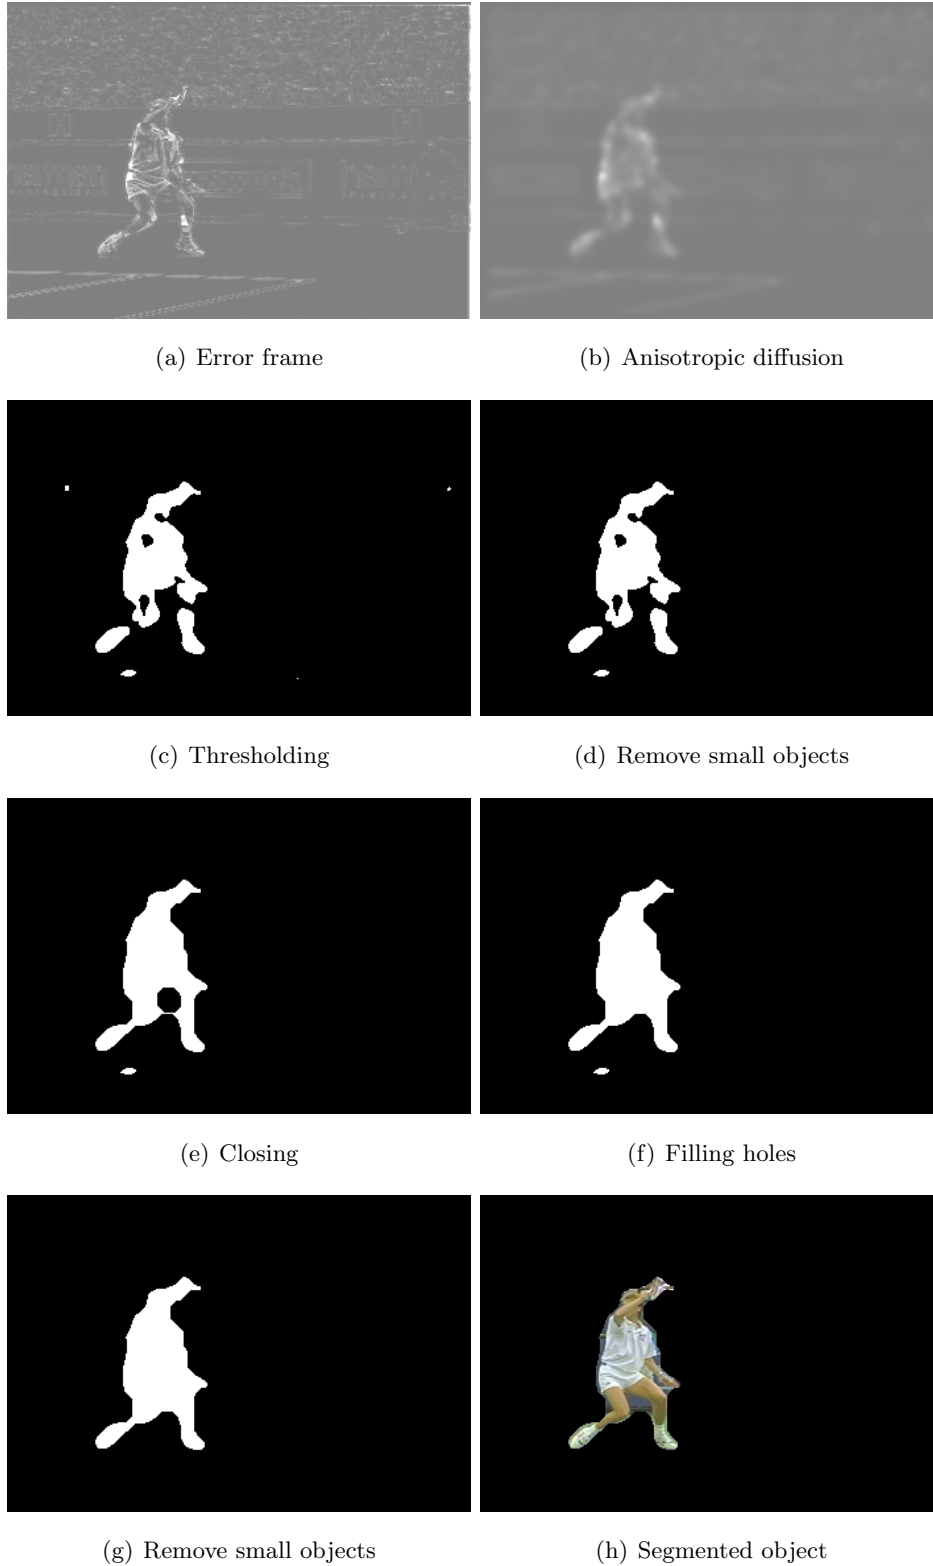 (a) Error frame
(b) Anisotropic diffusion
(c) Thresholding
(d) Remove small objects
(e) Closing
(f) Filling holes
(g) Remove small objects
(h) Segmented object